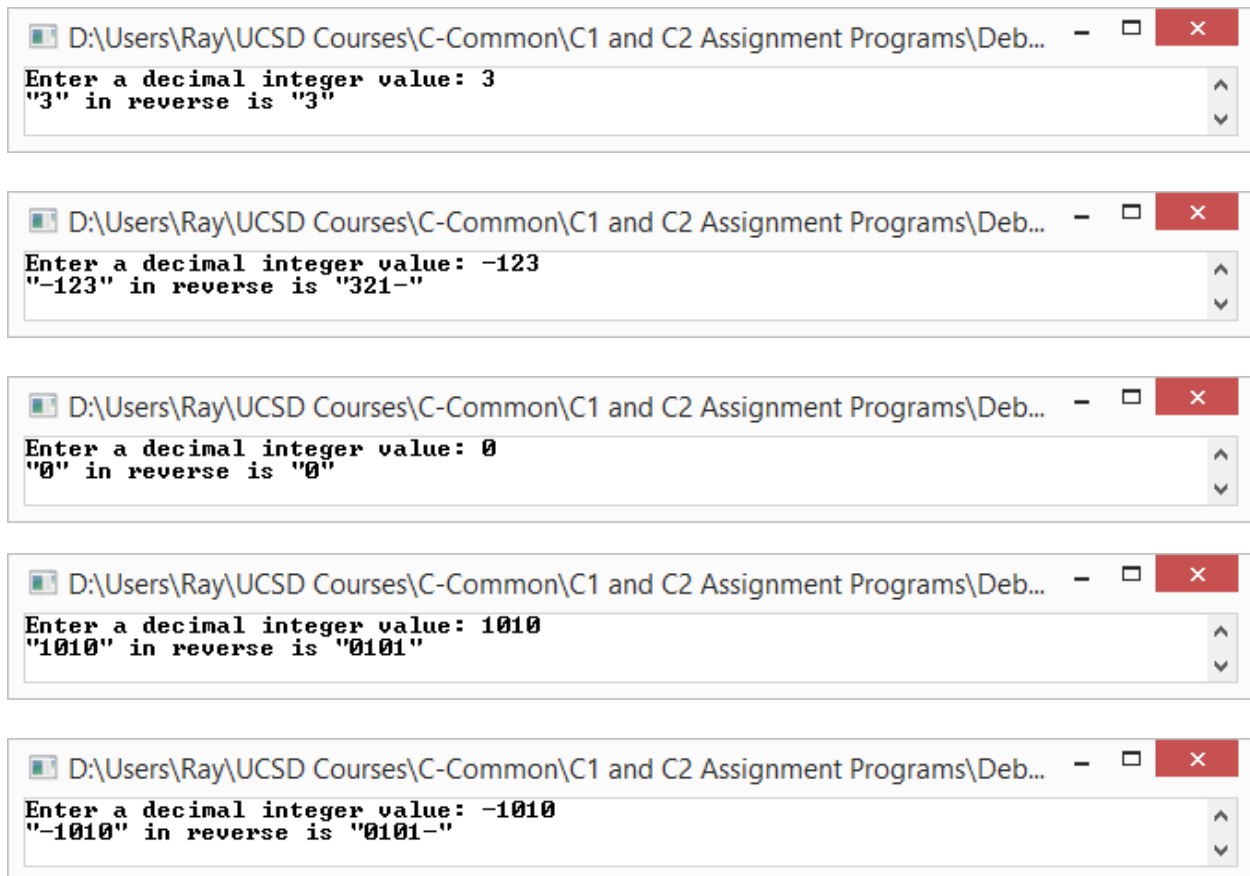 D:\Users\Ray\UCSD Courses\C-Common\C1 and C2 Assignment Programs\Deb...
Enter a decimal integer value: 3
"3" in reverse is "3"
D:\Users\Ray\UCSD Courses\C-Common\C1 and C2 Assignment Programs\Deb...
Enter a decimal integer value: -123
"-123" in reverse is "321-"
D:\Users\Ray\UCSD Courses\C-Common\C1 and C2 Assignment Programs\Deb...
Enter a decimal integer value: 0
"0" in reverse is "0"
D:\Users\Ray\UCSD Courses\C-Common\C1 and C2 Assignment Programs\Deb...
Enter a decimal integer value: 1010
"1010" in reverse is "0101"
D:\Users\Ray\UCSD Courses\C-Common\C1 and C2 Assignment Programs\Deb...
Enter a decimal integer value: -1010
"-1010" in reverse is "0101-"